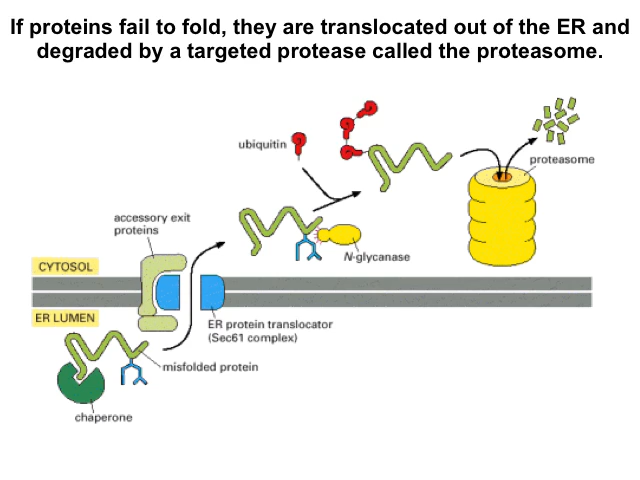 If proteins fail to fold, they are translocated out of the ER and
degraded by a targeted protease called the proteasome.
ubiquitin
proteasome
accessory exit
proteins
N-glycanase
CYTOSOL
ER LUMEN
ER protein translocator
(Sec61 complex)
misfolded protein
chaperone